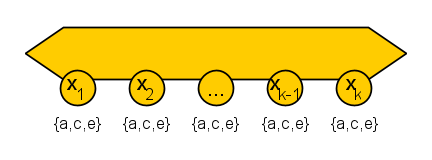 x1 x2 ... xk-1 xk
{a,c,e} {a,c,e} {a,c,e} {a,c,e} {a,c,e}